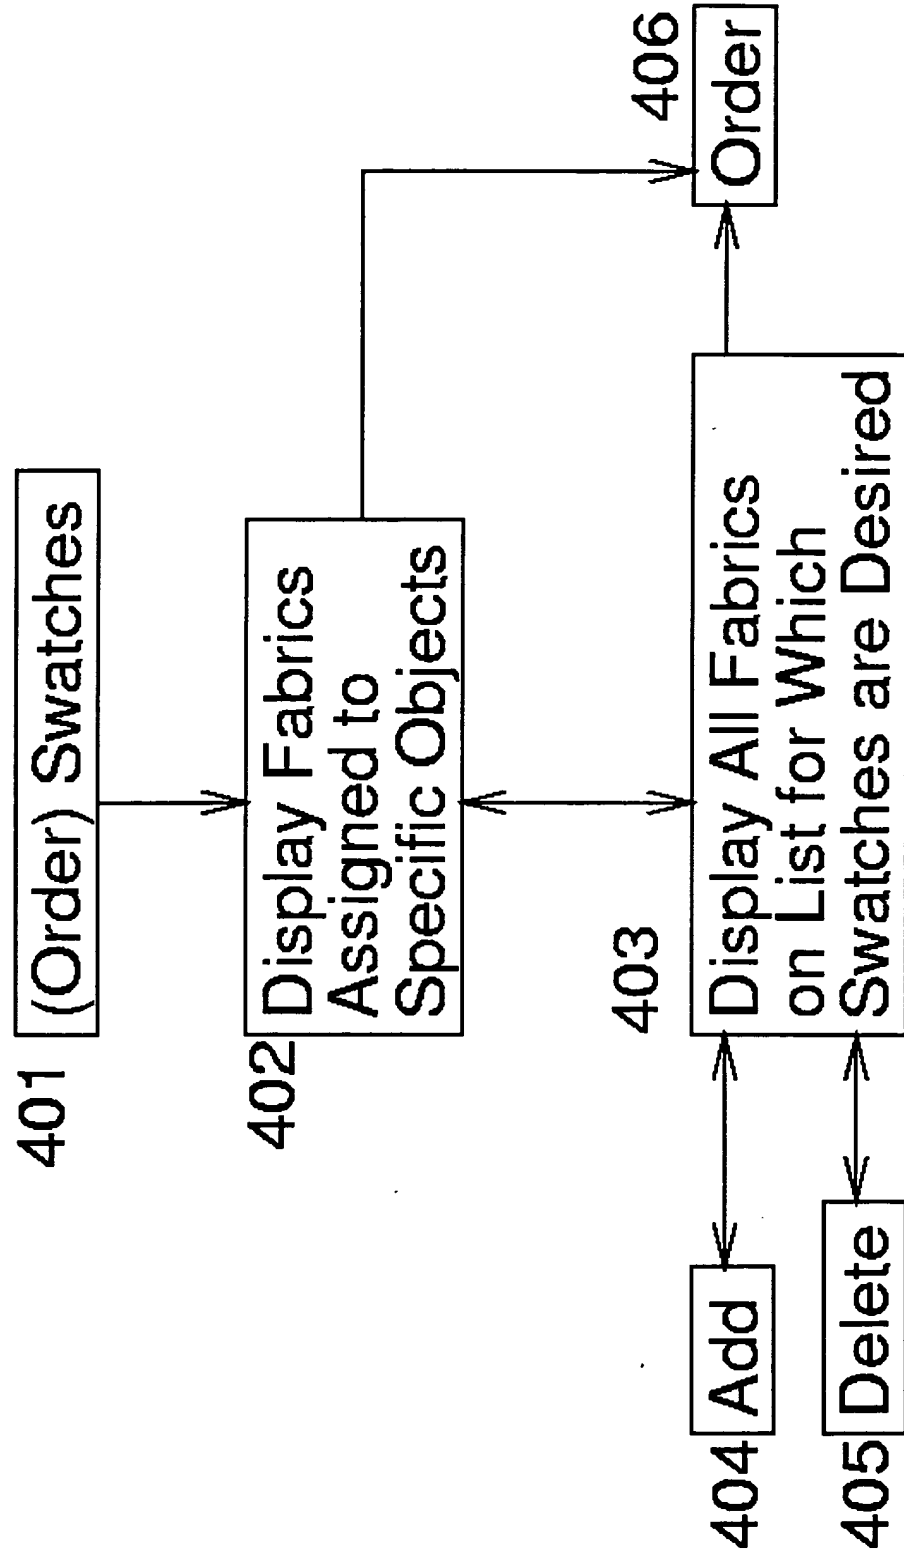 401
(Order) Swatches
402
Display Fabrics
Assigned to
Specific Objects
403
Display All Fabrics
on List for Which
Swatches are Desired
404
Add
405
Delete
406
Order